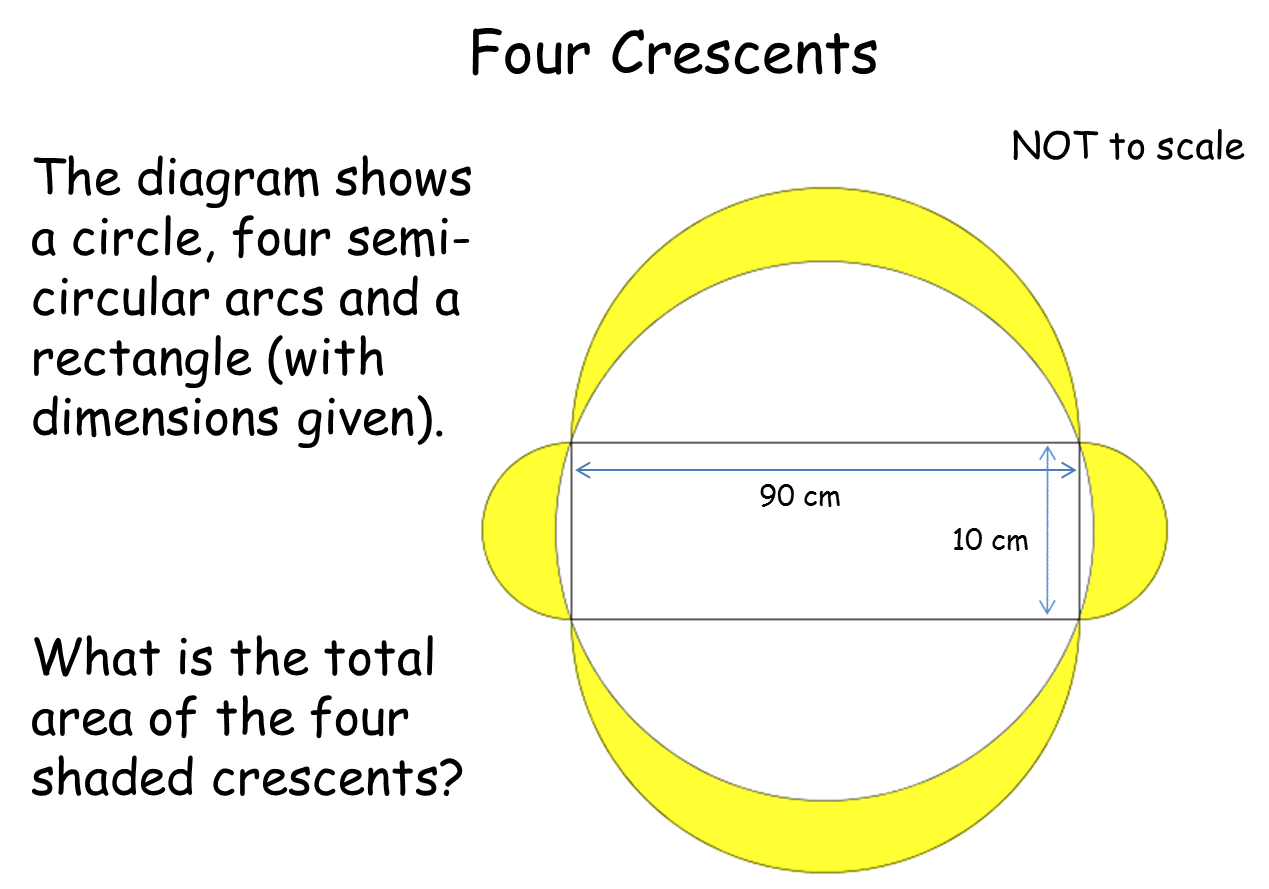 Four Crescents
NOT to scale
The diagram shows
a circle, four semi-
circular arcs and a
rectangle (with
dimensions given).
90 cm
10 cm
What is the total
area of the four
shaded crescents?